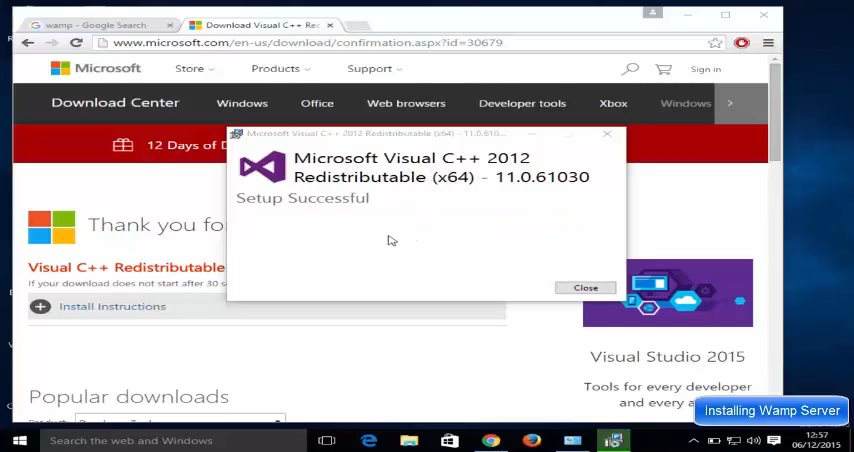 wamp - Google Search
Download Visual C++ Rec
www.microsoft.com/en-us/download/confirmation.aspx?id=30679
Microsoft
Store
Products
Support
Sign in
Download Center
Windows
Office
Web browsers
Developer tools
Xbox
Windows
12 Days of D
Microsoft Visual C++ 2012 Redistributable (x64) - 11.0.610...
Microsoft Visual C++ 2012
Redistributable (x64) - 11.0.61030
Setup Successful
Close
Thank you fo
Visual C++ Redistributable
If your download does not start after 30 s
Install Instructions
Visual Studio 2015
Tools for every developer
and every a
Popular downloads
Installing Wamp Server
Search the web and Windows
12:57
06/12/2015